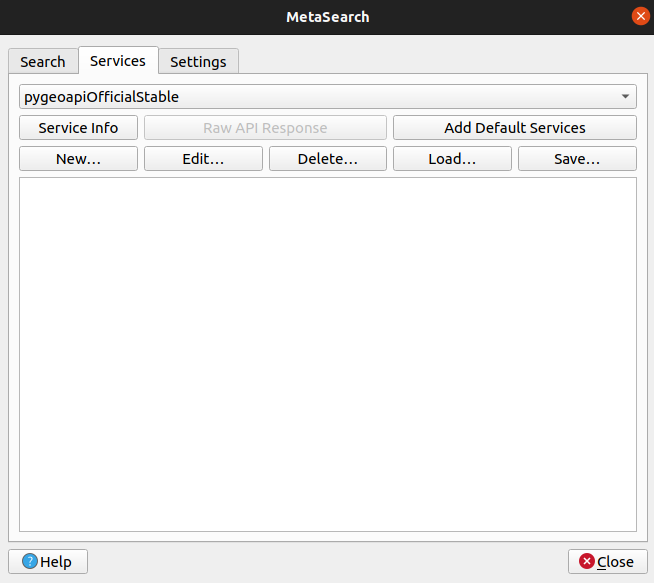 MetaSearch
Search Services Settings
pygeoapiOfficialStable
Service Info Raw API Response Add Default Services
New... Edit... Delete... Load... Save...
Help Close